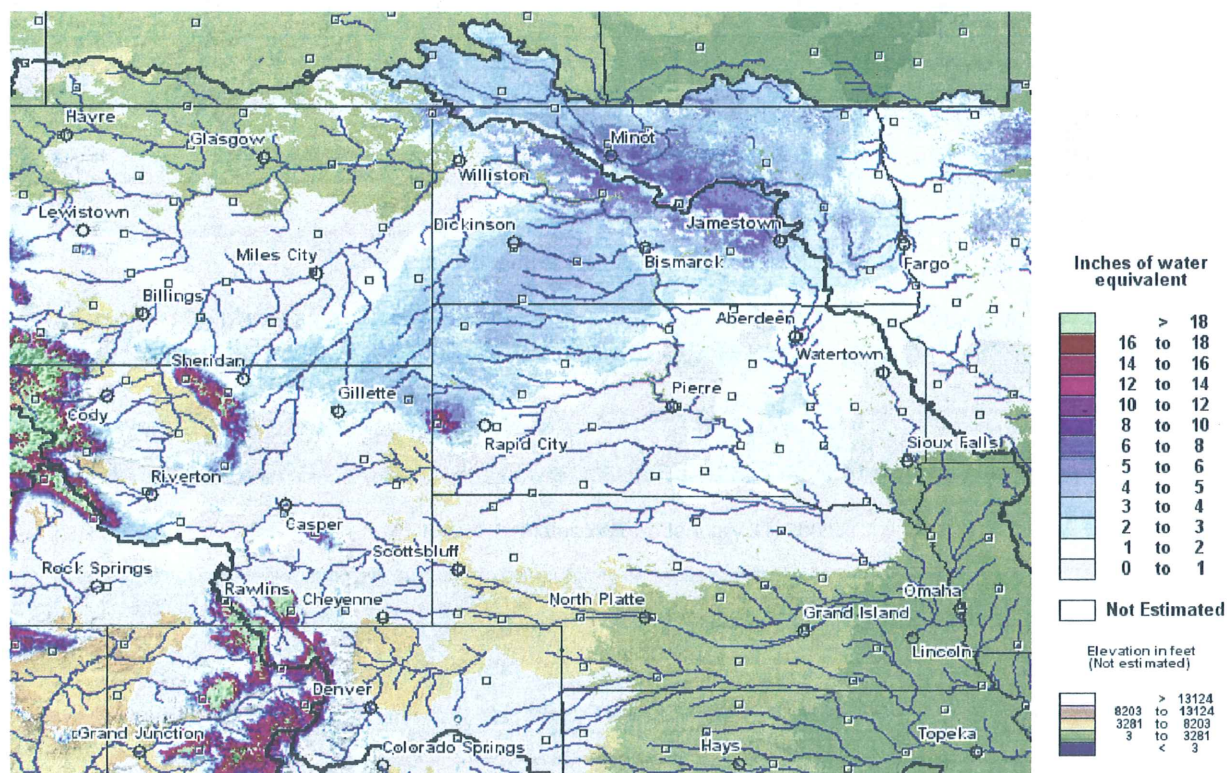 Havre
Glasgow
Minot
Williston
Lewistown
Dickinson
Jamestown
Miles City
Bismarck
Fargo
Billings
Aberdeen
Watertown
Sheridan
Gillette
Pierre
Cody
Rapid City
Sioux Falls
Riverton
Casper
Scottsbluff
Rock Springs
Rawlins
Cheyenne
North Platte
Omaha
Grand Island
Lincoln
Denver
Grand Junction
Colorado Springs
Hays
Topeka
Inches of water
equivalent
> 18
16 to 18
14 to 16
12 to 14
10 to 12
8 to 10
6 to 8
5 to 6
4 to 5
3 to 4
2 to 3
1 to 2
0 to 1
Not Estimated
Elevation in feet
(Not estimated)
> 13124
8203 to 13124
3281 to 8203
3 to 3281
< 3